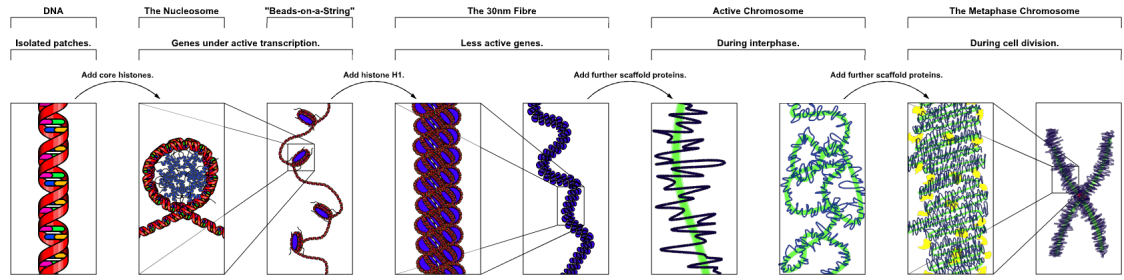 DNA
The Nucleosome
"Beads-on-a-String"
The 30nm Fibre
Active Chromosome
The Metaphase Chromosome
Isolated patches.
Genes under active transcription.
Less active genes.
During interphase.
During cell division.
Add core histones.
Add histone H1.
Add further scaffold proteins.
Add further scaffold proteins.